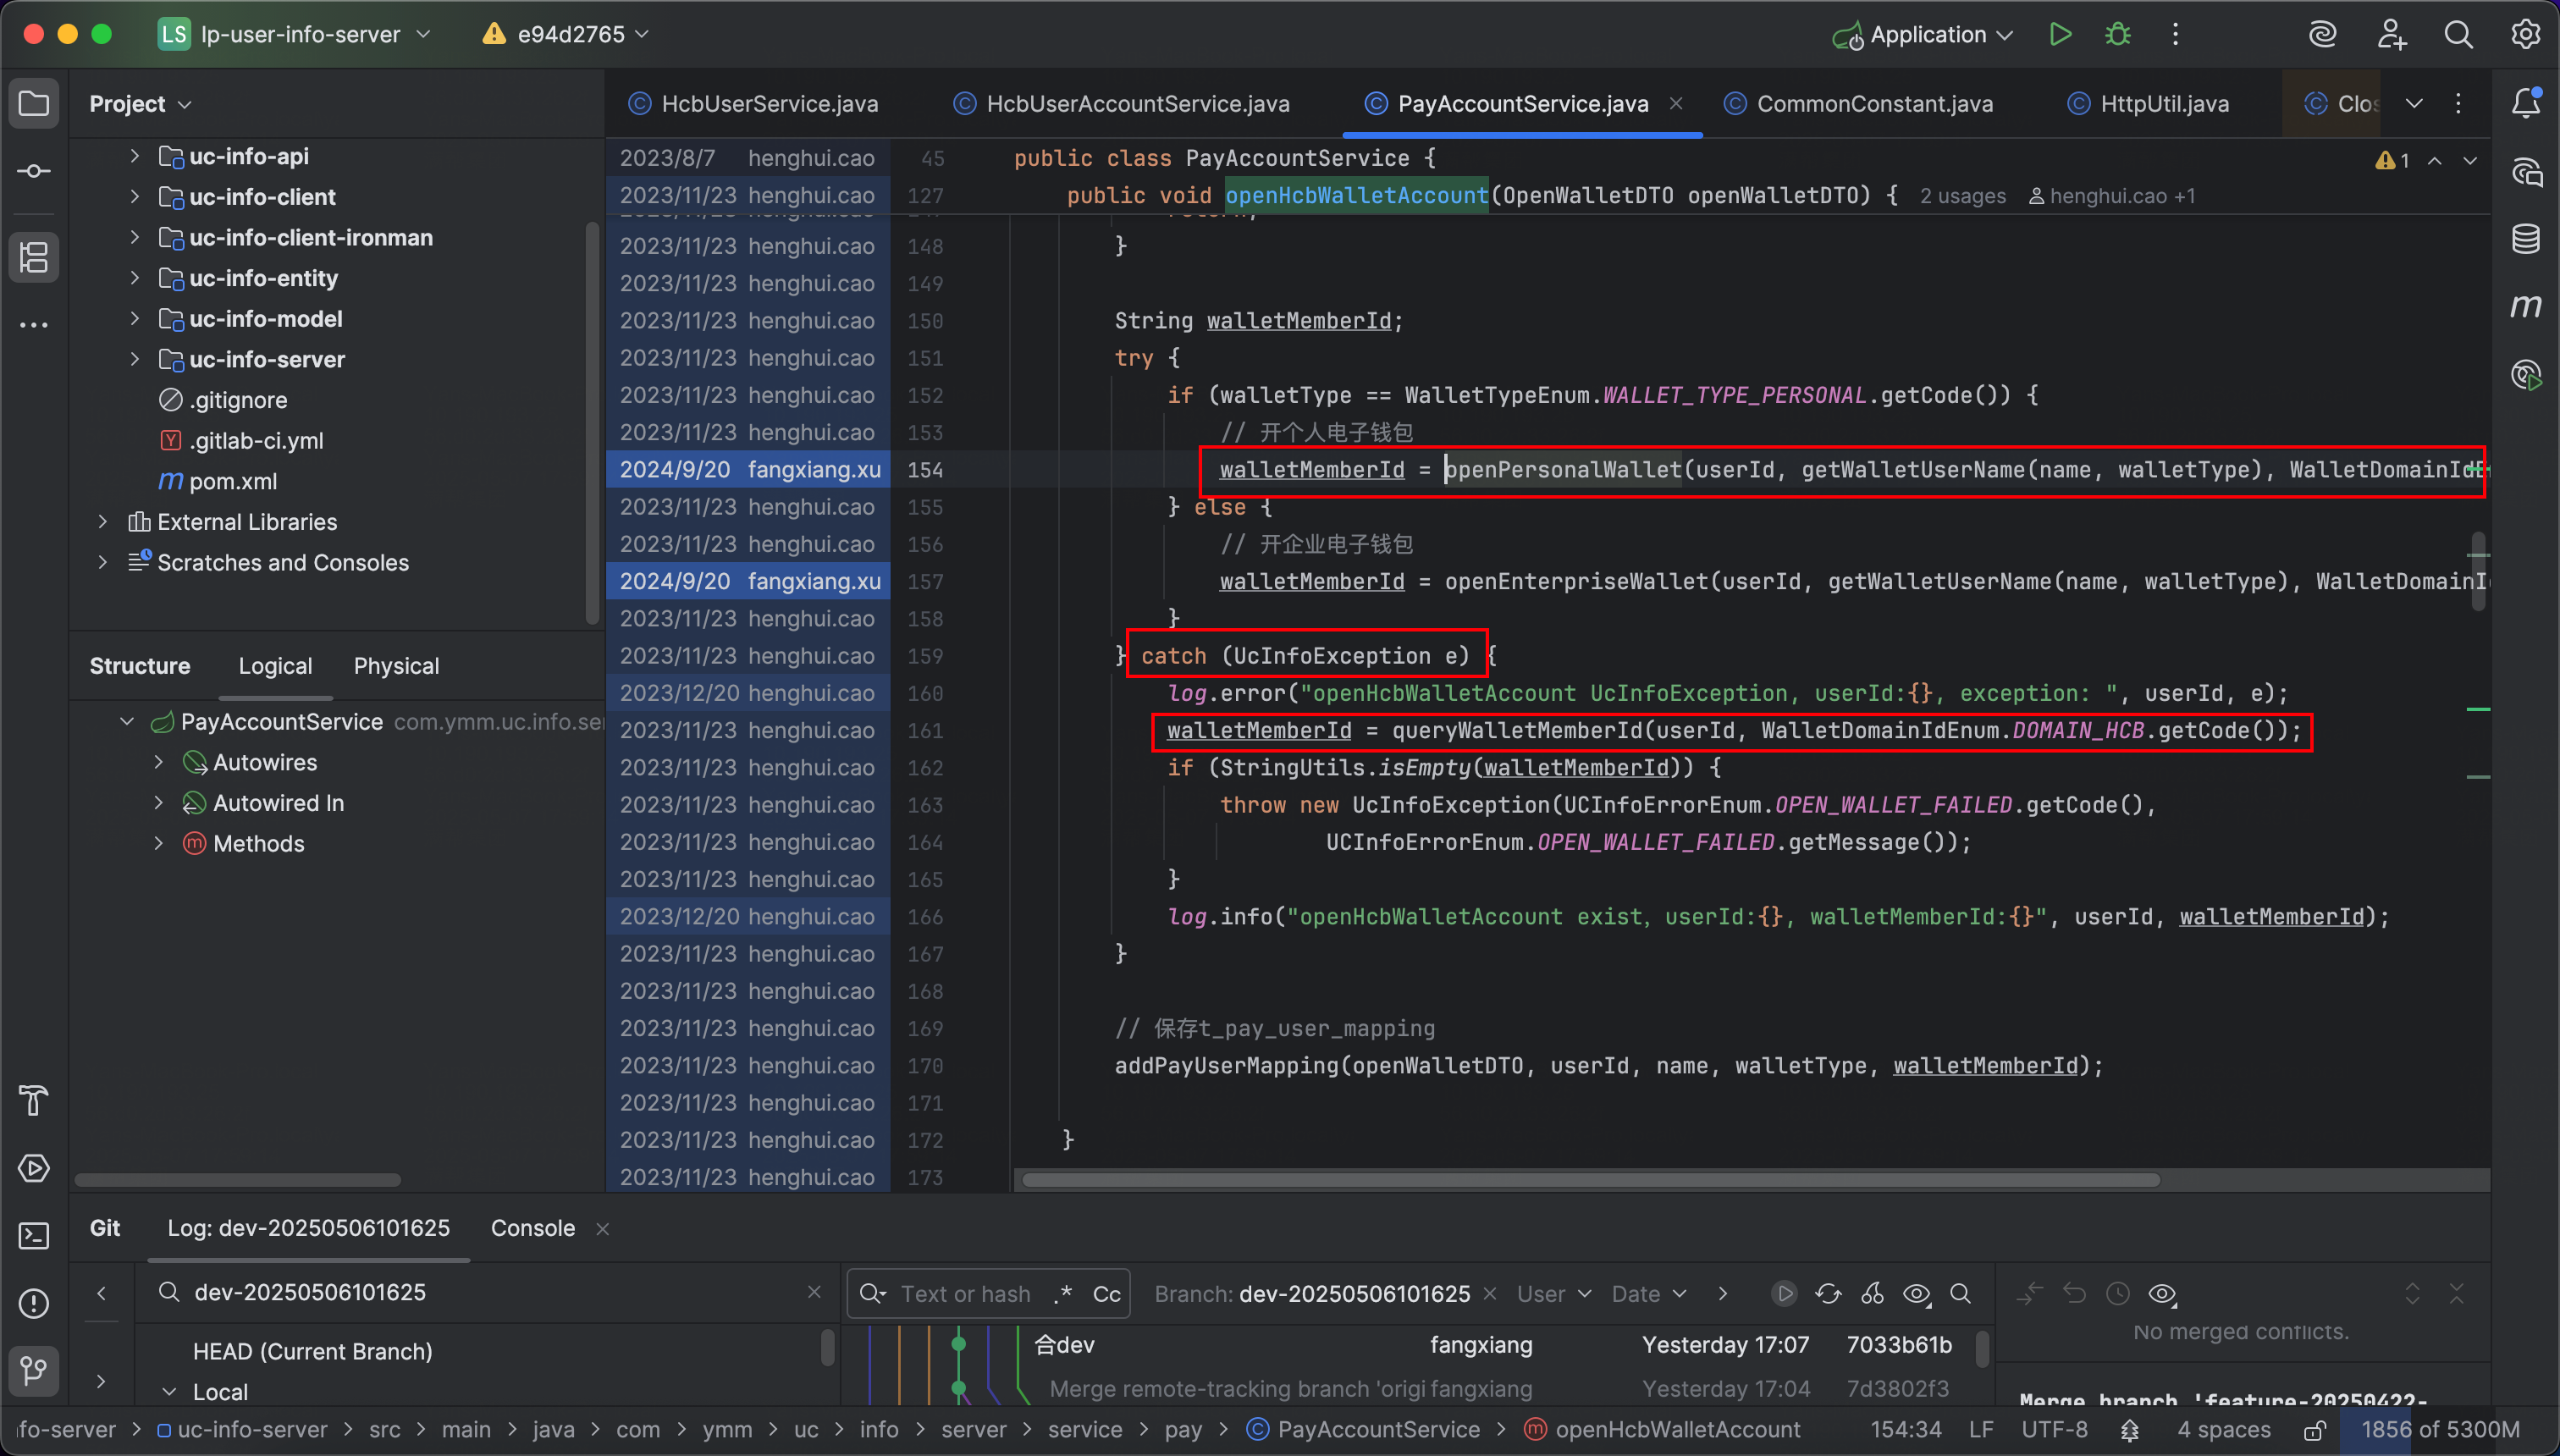 LS lp-user-info-server e94d2765 Application
Project
HcbUserService.java HcbUserAccountService.java PayAccountService.java CommonConstant.java HttpUtil.java Clos
uc-info-api
uc-info-client
uc-info-client-ironman
uc-info-entity
uc-info-model
uc-info-server
.gitignore
.gitlab-ci.yml
pom.xml
External Libraries
Scratches and Consoles
Structure Logical Physical
PayAccountService com.ymm.uc.info.ser
Autowires
Autowired In
Methods
2023/8/7 henghui.cao 45 public class PayAccountService { 1
2023/11/23 henghui.cao 127 public void openHcbWalletAccount(OpenWalletDTO openWalletDTO) { 2 usages henghui.cao +1
2023/11/23 henghui.cao 148 }
2023/11/23 henghui.cao 149
2023/11/23 henghui.cao 150 String walletMemberId;
2023/11/23 henghui.cao 151 try {
2023/11/23 henghui.cao 152 if (walletType == WalletTypeEnum.WALLET_TYPE_PERSONAL.getCode()) {
2023/11/23 henghui.cao 153 // 开个人电子钱包
2024/9/20 fangxiang.xu 154 walletMemberId = openPersonalWallet(userId, getWalletUserName(name, walletType), WalletDomainIdE
2023/11/23 henghui.cao 155 } else {
2023/11/23 henghui.cao 156 // 开企业电子钱包
2024/9/20 fangxiang.xu 157 walletMemberId = openEnterpriseWallet(userId, getWalletUserName(name, walletType), WalletDomainI
2023/11/23 henghui.cao 158 }
2023/11/23 henghui.cao 159 } catch (UcInfoException e) {
2023/12/20 henghui.cao 160 log.error("openHcbWalletAccount UcInfoException, userId:{}, exception: ", userId, e);
2023/11/23 henghui.cao 161 walletMemberId = queryWalletMemberId(userId, WalletDomainIdEnum.DOMAIN_HCB.getCode());
2023/11/23 henghui.cao 162 if (StringUtils.isEmpty(walletMemberId)) {
2023/11/23 henghui.cao 163 throw new UcInfoException(UCInfoErrorEnum.OPEN_WALLET_FAILED.getCode(),
2023/11/23 henghui.cao 164 UCInfoErrorEnum.OPEN_WALLET_FAILED.getMessage());
2023/11/23 henghui.cao 165 }
2023/12/20 henghui.cao 166 log.info("openHcbWalletAccount exist, userId:{}, walletMemberId:{}", userId, walletMemberId);
2023/11/23 henghui.cao 167 }
2023/11/23 henghui.cao 168
2023/11/23 henghui.cao 169 // 保存t_pay_user_mapping
2023/11/23 henghui.cao 170 addPayUserMapping(openWalletDTO, userId, name, walletType, walletMemberId);
2023/11/23 henghui.cao 171
2023/11/23 henghui.cao 172 }
2023/11/23 henghui.cao 173
Git Log: dev-20250506101625 Console
dev-20250506101625 Text or hash .* Cc Branch: dev-20250506101625 User Date
HEAD (Current Branch)
Local
合dev fangxiang Yesterday 17:07 7033b61b
Merge remote-tracking branch 'origi fangxiang Yesterday 17:04 7d3802f3
No merged conflicts.
Merge branch 'feature-20250422-
fo-server uc-info-server src main java com ymm uc info server service pay PayAccountService openHcbWalletAccount 154:34 LF UTF-8 4 spaces 1856 of 5300M